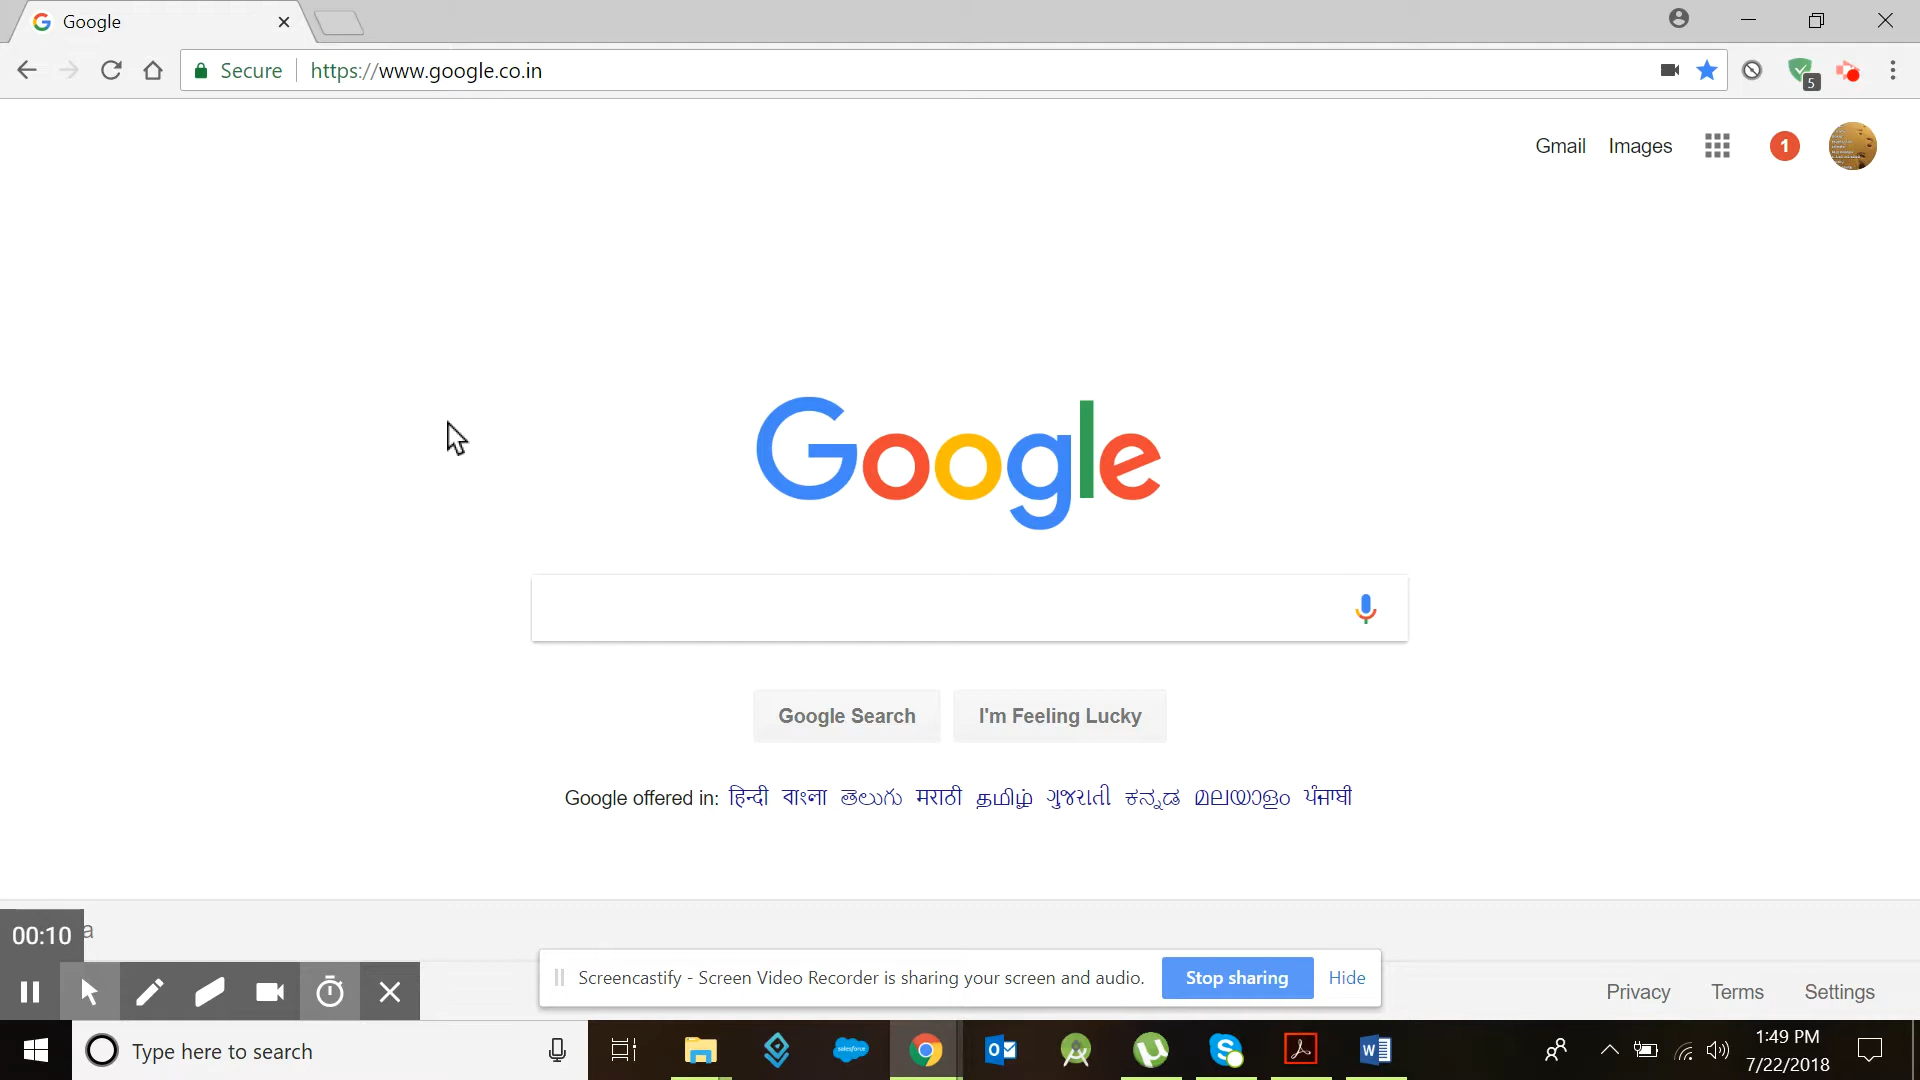 Google
Secure https://www.google.co.in
5
Gmail Images 1
Google
Google Search I'm Feeling Lucky
Google offered in: हिन्दी বাংলা తెలుగు मराठी தமிழ் ગુજરાતી ಕನ್ನಡ മലയാളം ਪੰਜਾਬੀ
00:10 a
Screencastify - Screen Video Recorder is sharing your screen and audio. Stop sharing Hide
Privacy Terms Settings
Type here to search
salesforce
1:49 PM
7/22/2018